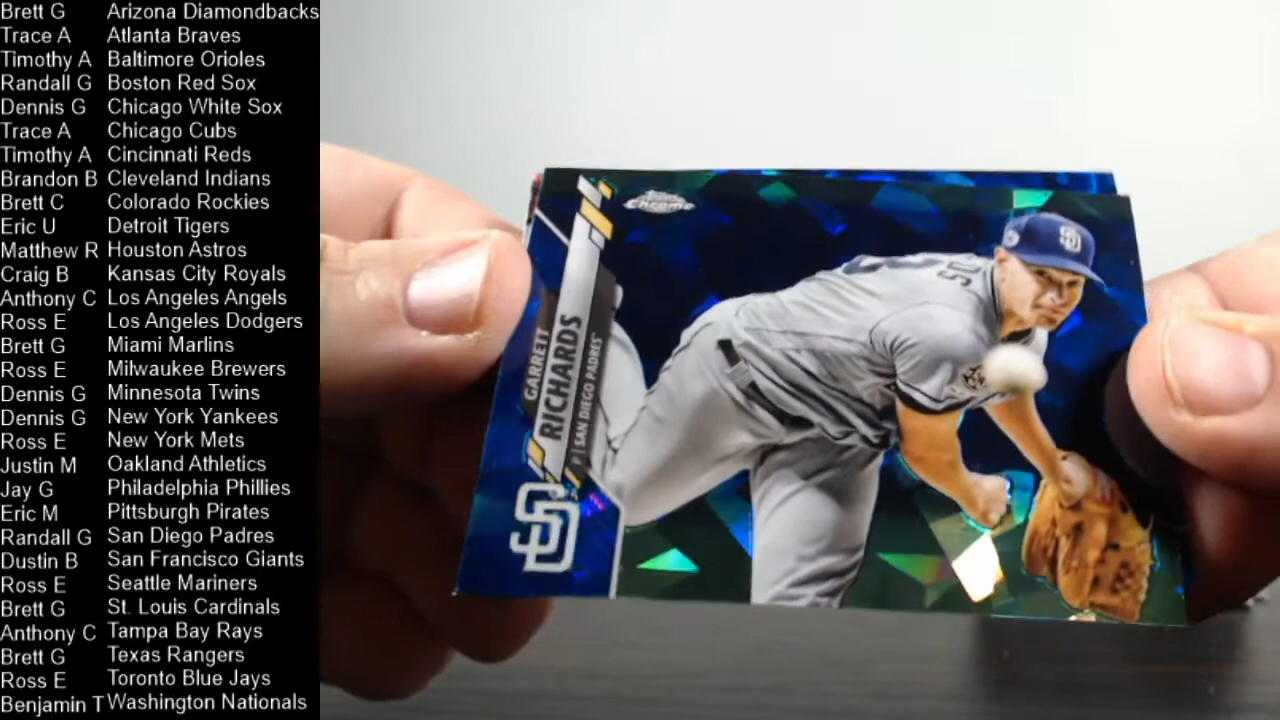 Brett G Arizona Diamondbacks
Trace A Atlanta Braves
Timothy A Baltimore Orioles
Randall G Boston Red Sox
Dennis G Chicago White Sox
Trace A Chicago Cubs
Timothy A Cincinnati Reds
Brandon B Cleveland Indians
Brett C Colorado Rockies
Eric U Detroit Tigers
Matthew R Houston Astros
Craig B Kansas City Royals
Anthony C Los Angeles Angels
Ross E Los Angeles Dodgers
Brett G Miami Marlins
Ross E Milwaukee Brewers
Dennis G Minnesota Twins
Dennis G New York Yankees
Ross E New York Mets
Justin M Oakland Athletics
Jay G Philadelphia Phillies
Eric M Pittsburgh Pirates
Randall G San Diego Padres
Dustin B San Francisco Giants
Ross E Seattle Mariners
Brett G St. Louis Cardinals
Anthony C Tampa Bay Rays
Brett G Texas Rangers
Ross E Toronto Blue Jays
Benjamin T Washington Nationals
Topps
Chrome
GARRETT
RICHARDS
P | SAN DIEGO PADRES
SD
SD